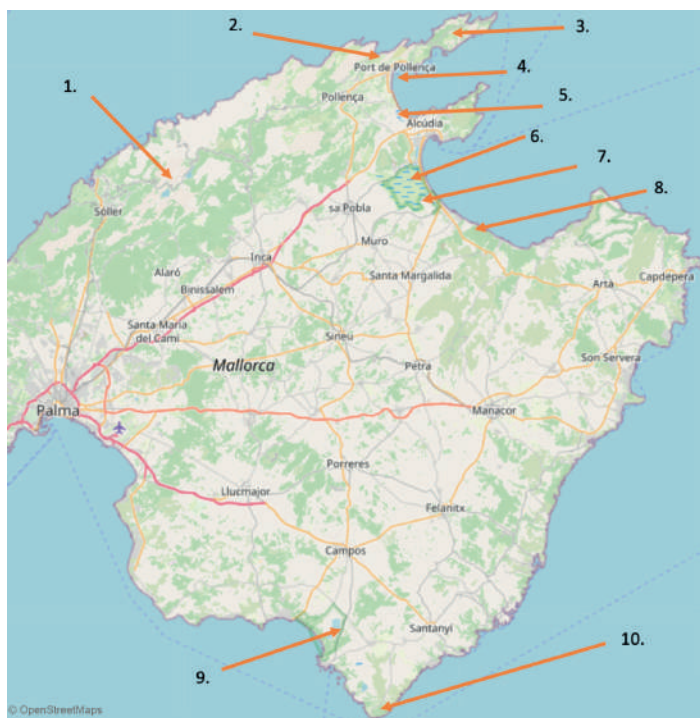 2.
3.
Port de Pollença
4.
1.
Pollença
5.
Alcúdia
6.
7.
8.
Sóller
sa Pobla
Muro
Inca
Alaró
Santa Margalida
Capdepera
Binissalem
Artà
Santa Maria
del Camí
Sineu
Mallorca
Petra
Son Servera
Palma
Manacor
Porreres
Llucmajor
Felanitx
Campos
Santanyí
9.
10.
© OpenStreetMaps